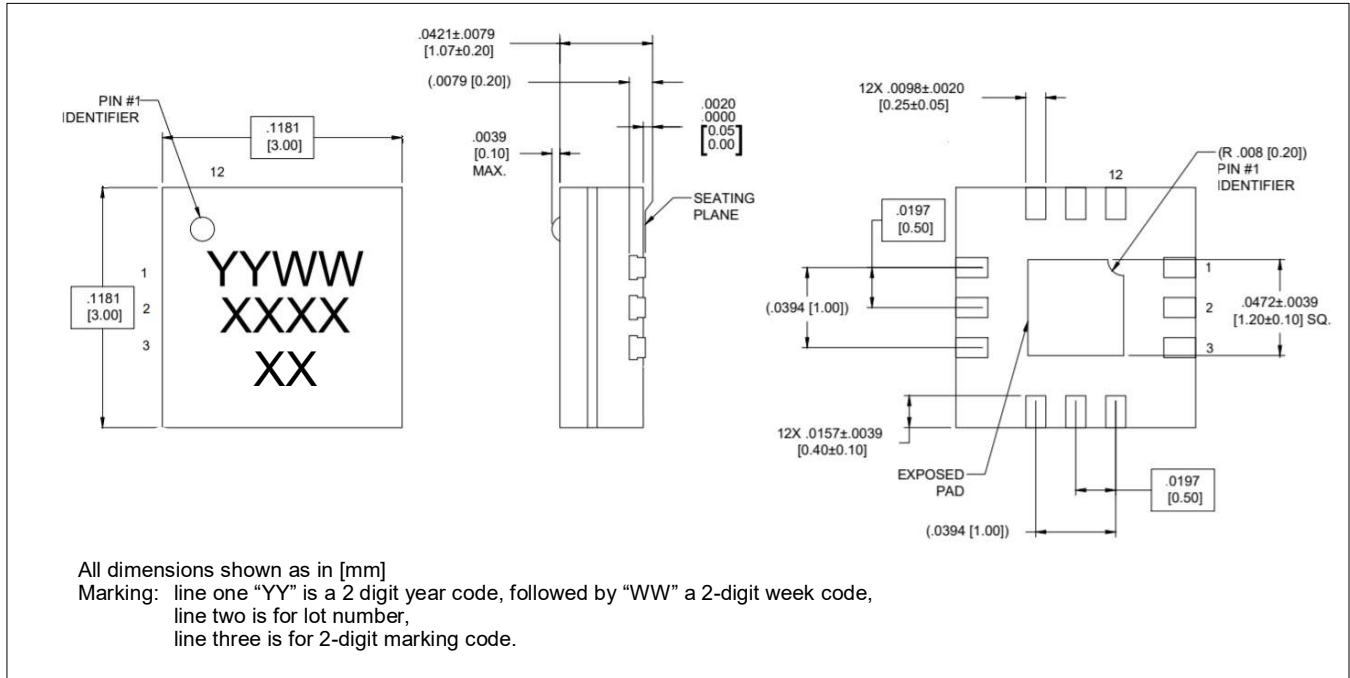 .0421±.0079
[1.07±0.20]
(.0079 [0.20])
PIN #1
IDENTIFIER
.1181
[3.00]
12
.0039
[0.10]
MAX.
.0020
.0000
[0.05
0.00]
SEATING
PLANE
1
2
3
.1181
[3.00]
YYWW
XXXX
XX
12X .0098±.0020
[0.25±0.05]
(R .008 [0.20])
PIN #1
IDENTIFIER
12
.0197
[0.50]
(.0394 [1.00])
1
2
3
.0472±.0039
[1.20±0.10] SQ.
12X .0157±.0039
[0.40±0.10]
EXPOSED
PAD
.0197
[0.50]
(.0394 [1.00])
All dimensions shown as in [mm]
Marking: line one “YY” is a 2 digit year code, followed by “WW” a 2-digit week code,
line two is for lot number,
line three is for 2-digit marking code.